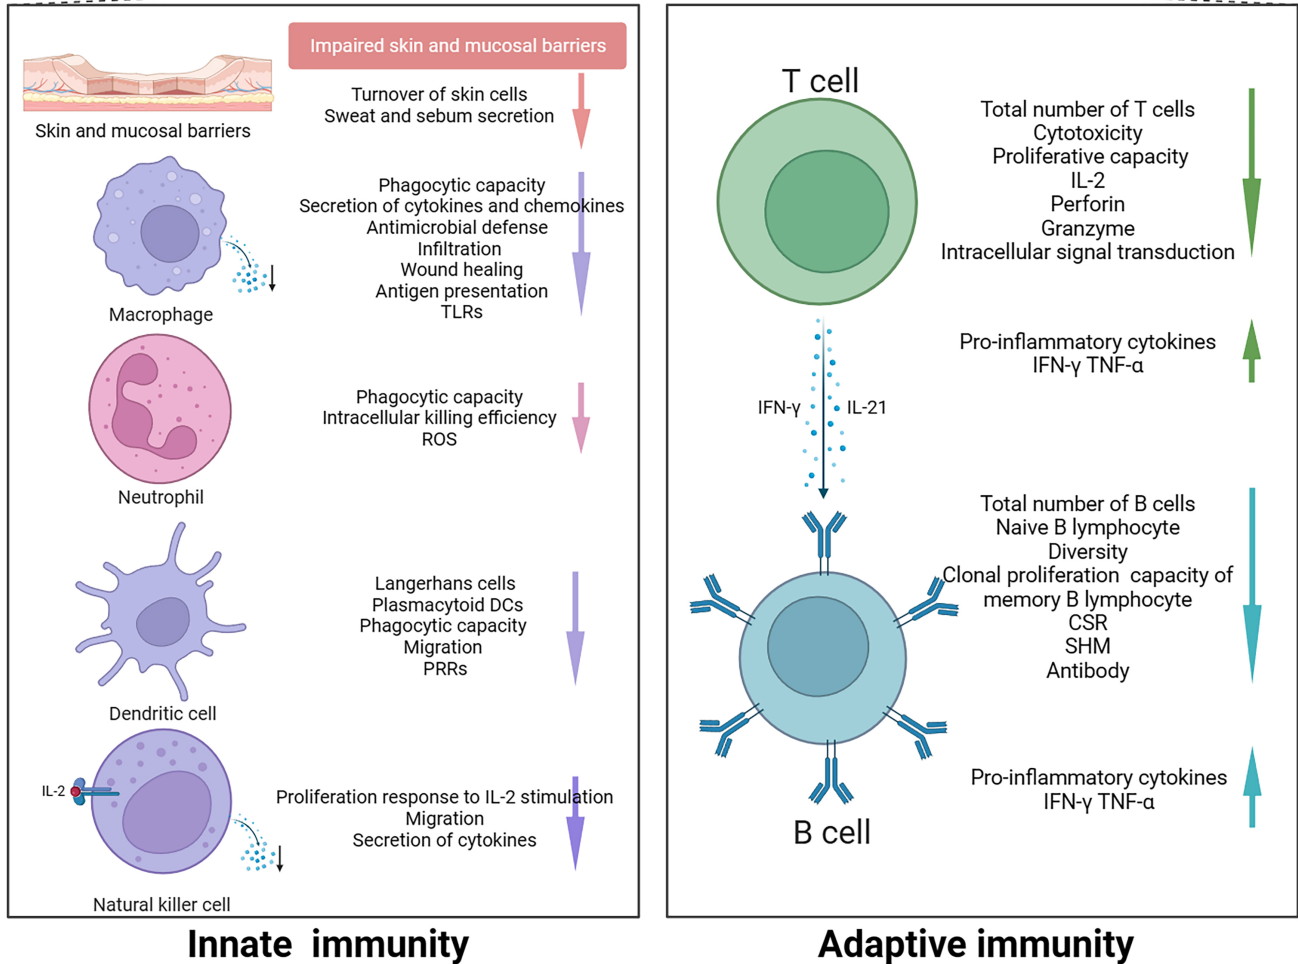 Impaired skin and mucosal barriers
Turnover of skin cells
Sweat and sebum secretion
Skin and mucosal barriers
Phagocytic capacity
Secretion of cytokines and chemokines
Antimicrobial defense
Infiltration
Wound healing
Antigen presentation
TLRs
Macrophage
Phagocytic capacity
Intracellular killing efficiency
ROS
Neutrophil
Langerhans cells
Plasmacytoid DCs
Phagocytic capacity
Migration
PRRs
Dendritic cell
IL-2
Proliferation response to IL-2 stimulation
Migration
Secretion of cytokines
Natural killer cell
Innate immunity
T cell
Total number of T cells
Cytotoxicity
Proliferative capacity
IL-2
Perforin
Granzyme
Intracellular signal transduction
Pro-inflammatory cytokines
IFN-γ TNF-α
IFN-γ
IL-21
Total number of B cells
Naive B lymphocyte
Diversity
Clonal proliferation capacity of
memory B lymphocyte
CSR
SHM
Antibody
Pro-inflammatory cytokines
IFN-γ TNF-α
B cell
Adaptive immunity